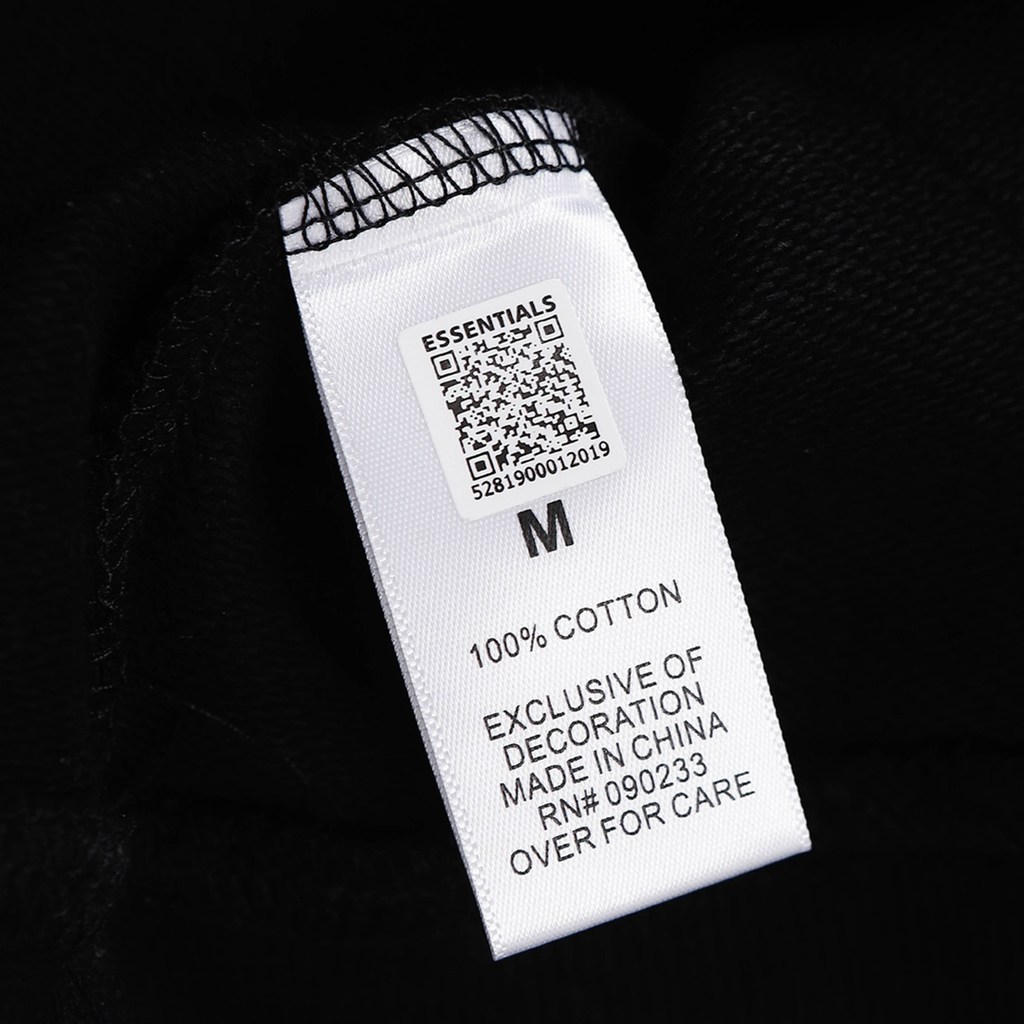 ESSENTIALS
5281900012019
M
100% COTTON
EXCLUSIVE OF
DECORATION
MADE IN CHINA
RN# 090233
OVER FOR CARE